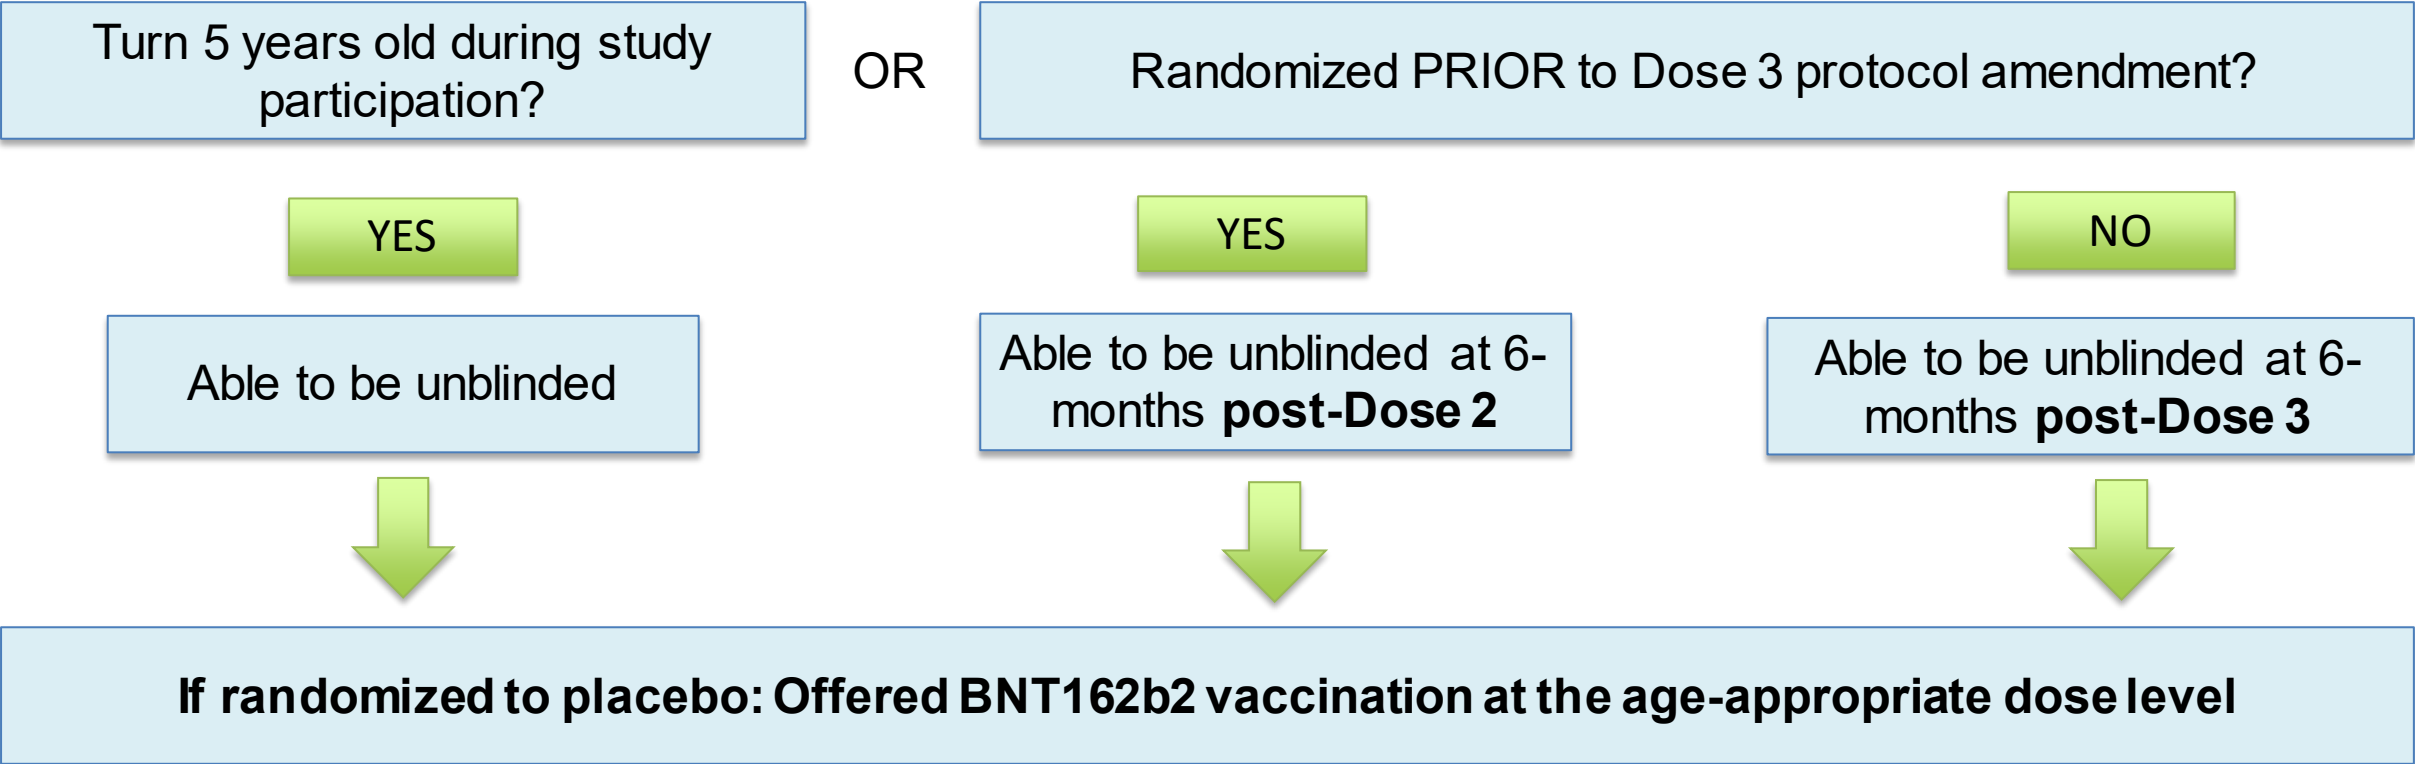 Turn 5 years old during study
participation?
OR
Randomized PRIOR to Dose 3 protocol amendment?
YES
YES
NO
Able to be unblinded
Able to be unblinded at 6-
months post-Dose 2
Able to be unblinded at 6-
months post-Dose 3
If randomized to placebo: Offered BNT162b2 vaccination at the age-appropriate dose level